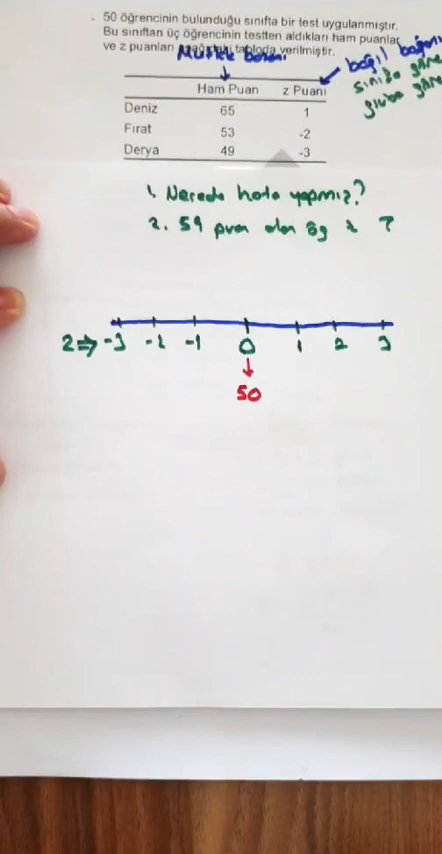 50 öğrencinin bulunduğu sınıfta bir test uygulanmıştır.
Bu sınıftan üç öğrencinin testten aldıkları ham puanlar
ve z puanları tabloda verilmiştir.
Mutlak başarı
bağıl başarı
sınıfa göre
gruba göre
Ham Puan z Puanı
Deniz 65 1
Fırat 53 -2
Derya 49 -3
1. Nerede hata yapmış?
2. 59 puan alan öğ z ?
z⇒ -3 -2 -1 0 1 2 3
50